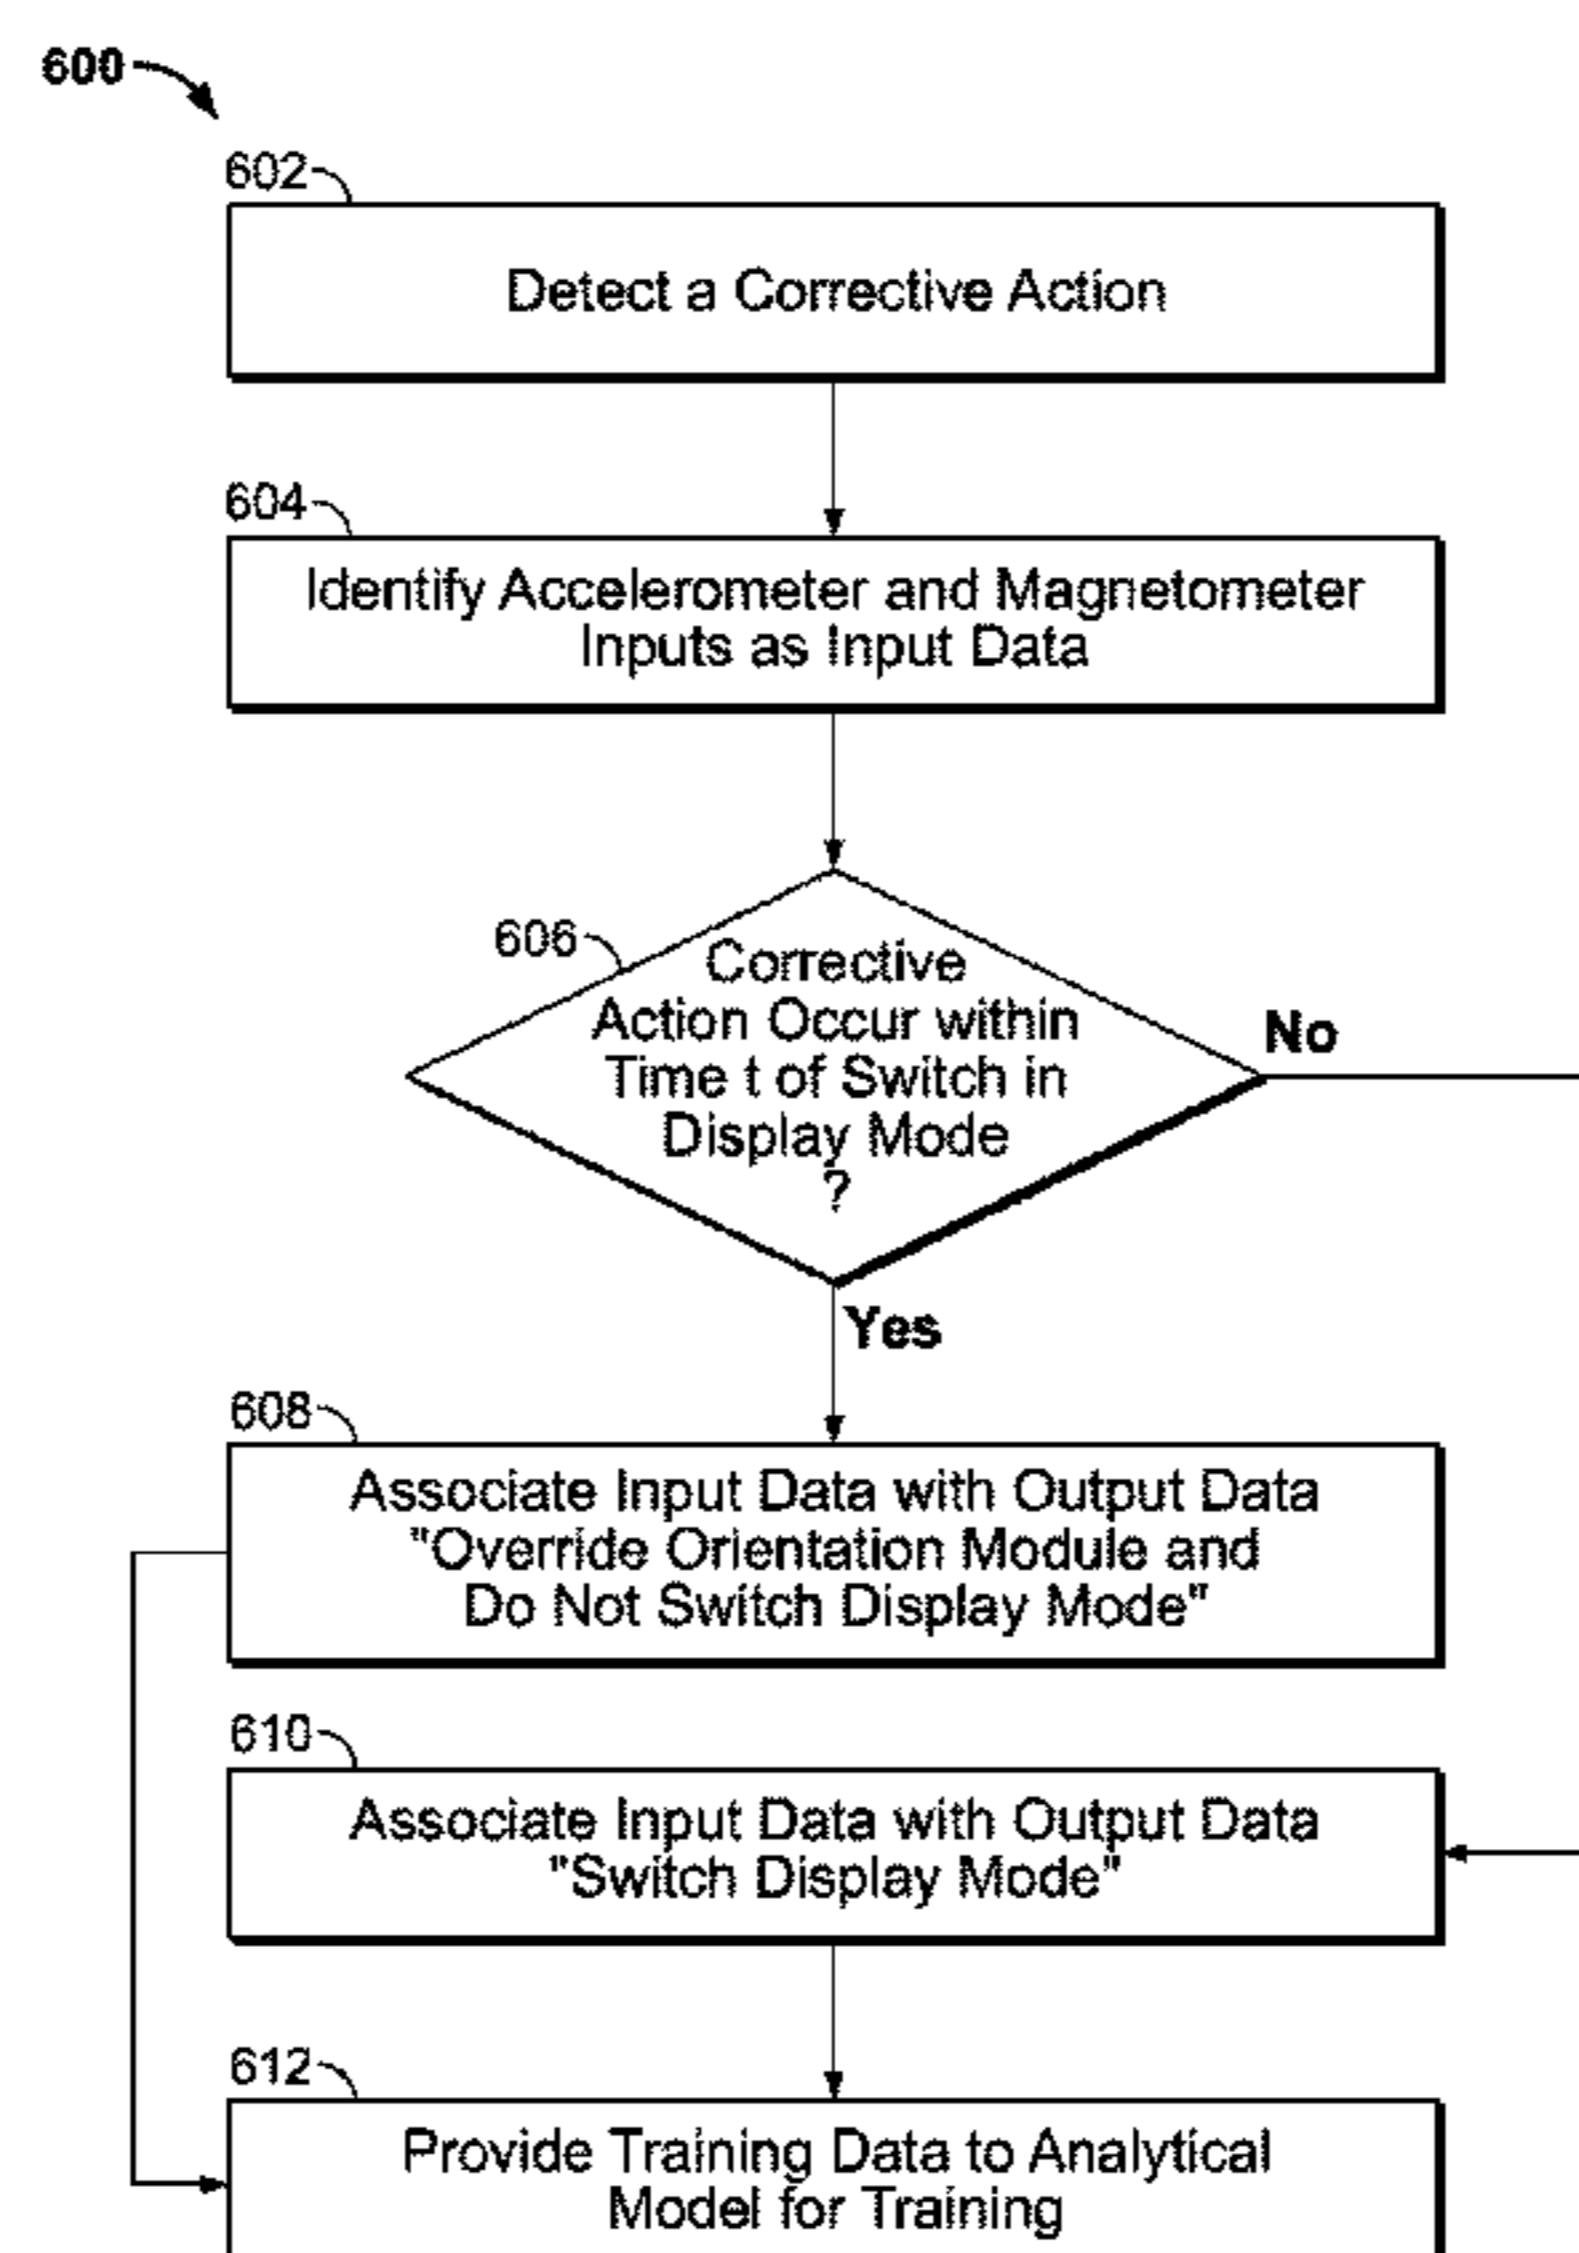 600
602
Detect a Corrective Action
604
Identify Accelerometer and Magnetometer
Inputs as Input Data
606
Corrective
Action Occur within
Time t of Switch in
Display Mode
?
No
Yes
608
Associate Input Data with Output Data
"Override Orientation Module and
Do Not Switch Display Mode"
610
Associate Input Data with Output Data
"Switch Display Mode"
612
Provide Training Data to Analytical
Model for Training